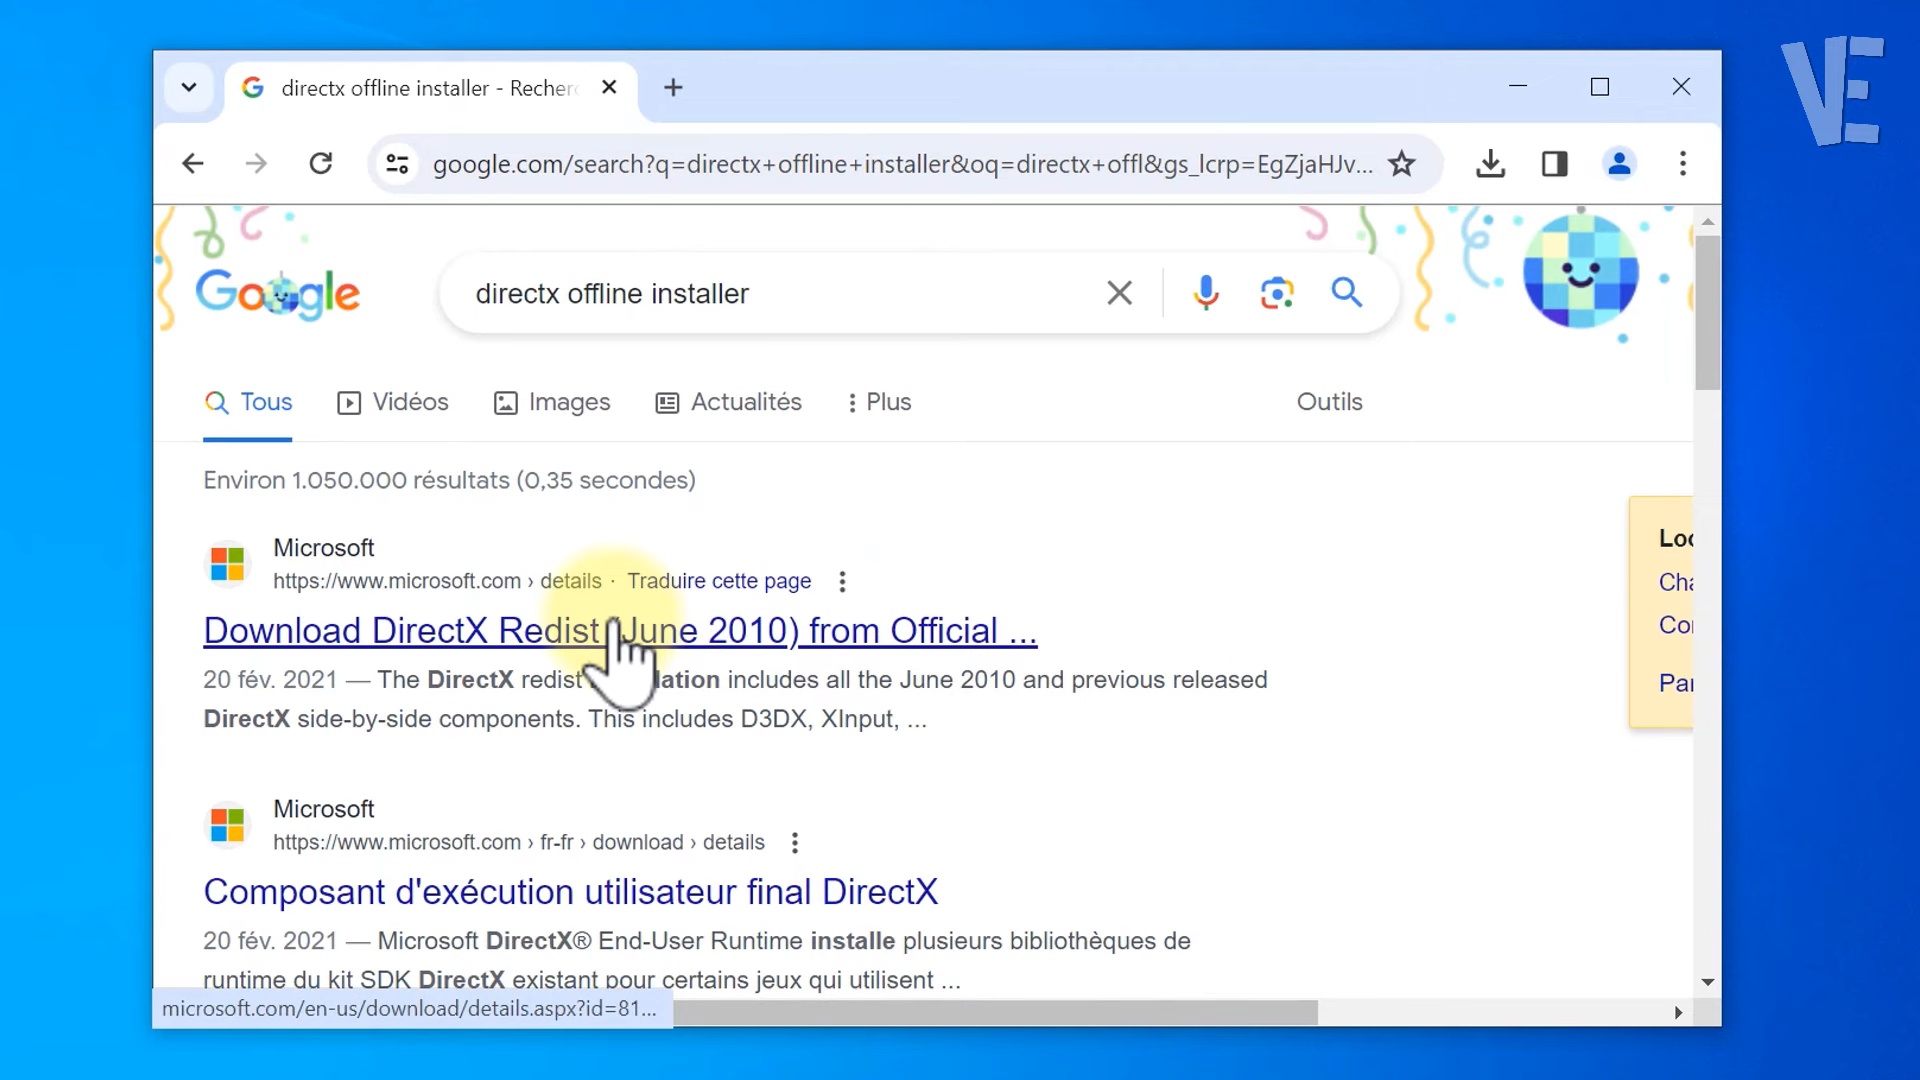 VE
directx offline installer - Recher
google.com/search?q=directx+offline+installer&oq=directx+offl&gs_lcrp=EgZjaHJv...
Google
directx offline installer
Tous Vidéos Images Actualités Plus Outils
Environ 1.050.000 résultats (0,35 secondes)
Microsoft
https://www.microsoft.com › details · Traduire cette page
Download DirectX Redist (June 2010) from Official ...
20 fév. 2021 — The DirectX redist lation includes all the June 2010 and previous released
DirectX side-by-side components. This includes D3DX, XInput, ...
Loc
Cha
Con
Par
Microsoft
https://www.microsoft.com › fr-fr › download › details
Composant d'exécution utilisateur final DirectX
20 fév. 2021 — Microsoft DirectX® End-User Runtime installe plusieurs bibliothèques de
runtime du kit SDK DirectX existant pour certains jeux qui utilisent ...
microsoft.com/en-us/download/details.aspx?id=81...